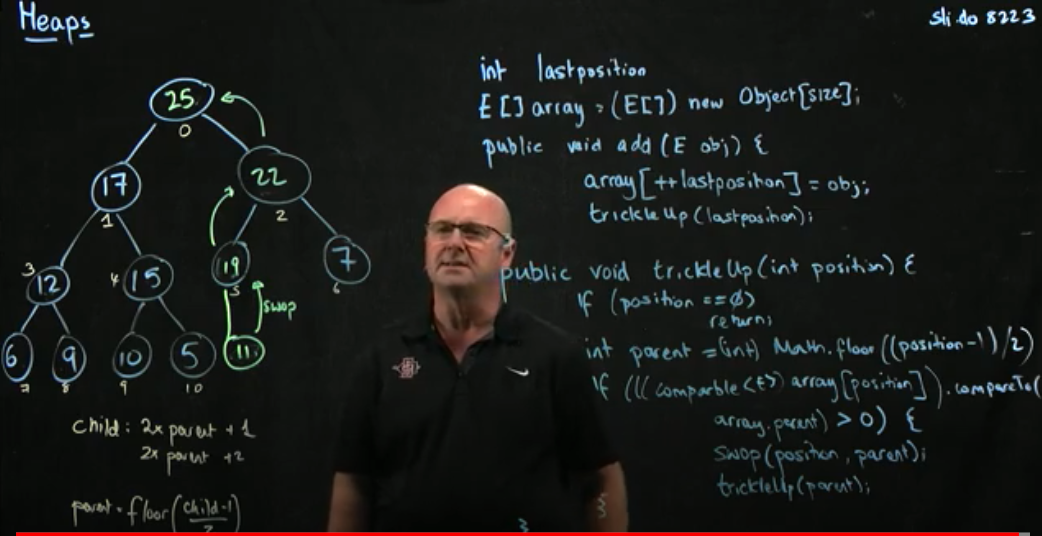 Heaps
sli.do 8223
25
0
17
1
22
2
3
12
4
15
19
5
7
6
6
7
9
8
10
9
5
10
11
swap
child: 2x parent + 1
2x parent + 2
parent = floor(child-1
2)
int lastposition
E[] array = (E[]) new Object[size];
public void add (E obj) {
array[++lastposition] = obj;
trickleUp(lastposition);
public void trickleUp(int position) {
If (position ==0)
return;
int parent =(int) Math.floor((position-1)/2)
If (((comparble<E>) array[position]).compareTo(
array.parent) > 0) {
swap(position, parent);
trickleUp(parent);
}
}